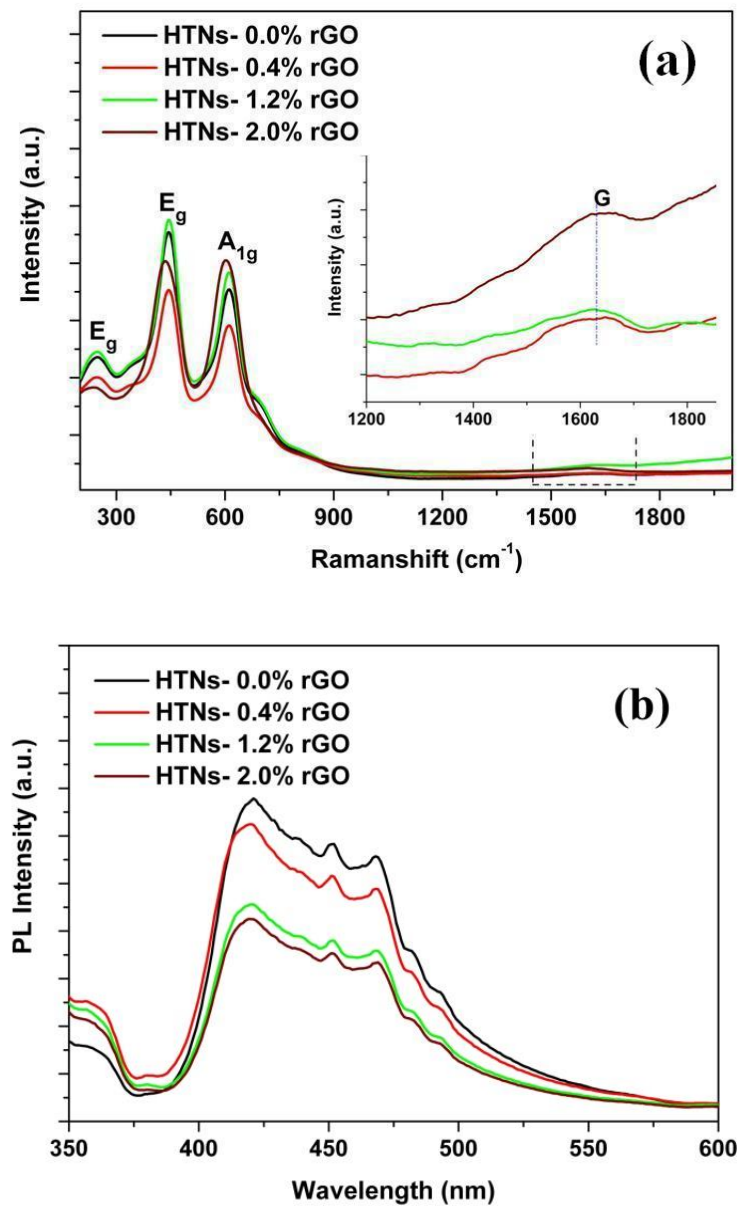 HTNs- 0.0% rGO
HTNs- 0.4% rGO
HTNs- 1.2% rGO
HTNs- 2.0% rGO
(a)
Eg
Eg
A1g
Intensity (a.u.)
G
Intensity (a.u.)
1200 1400 1600 1800
300 600 900 1200 1500 1800
Ramanshift (cm-1)
HTNs- 0.0% rGO
HTNs- 0.4% rGO
HTNs- 1.2% rGO
HTNs- 2.0% rGO
(b)
PL Intensity (a.u.)
350 400 450 500 550 600
Wavelength (nm)